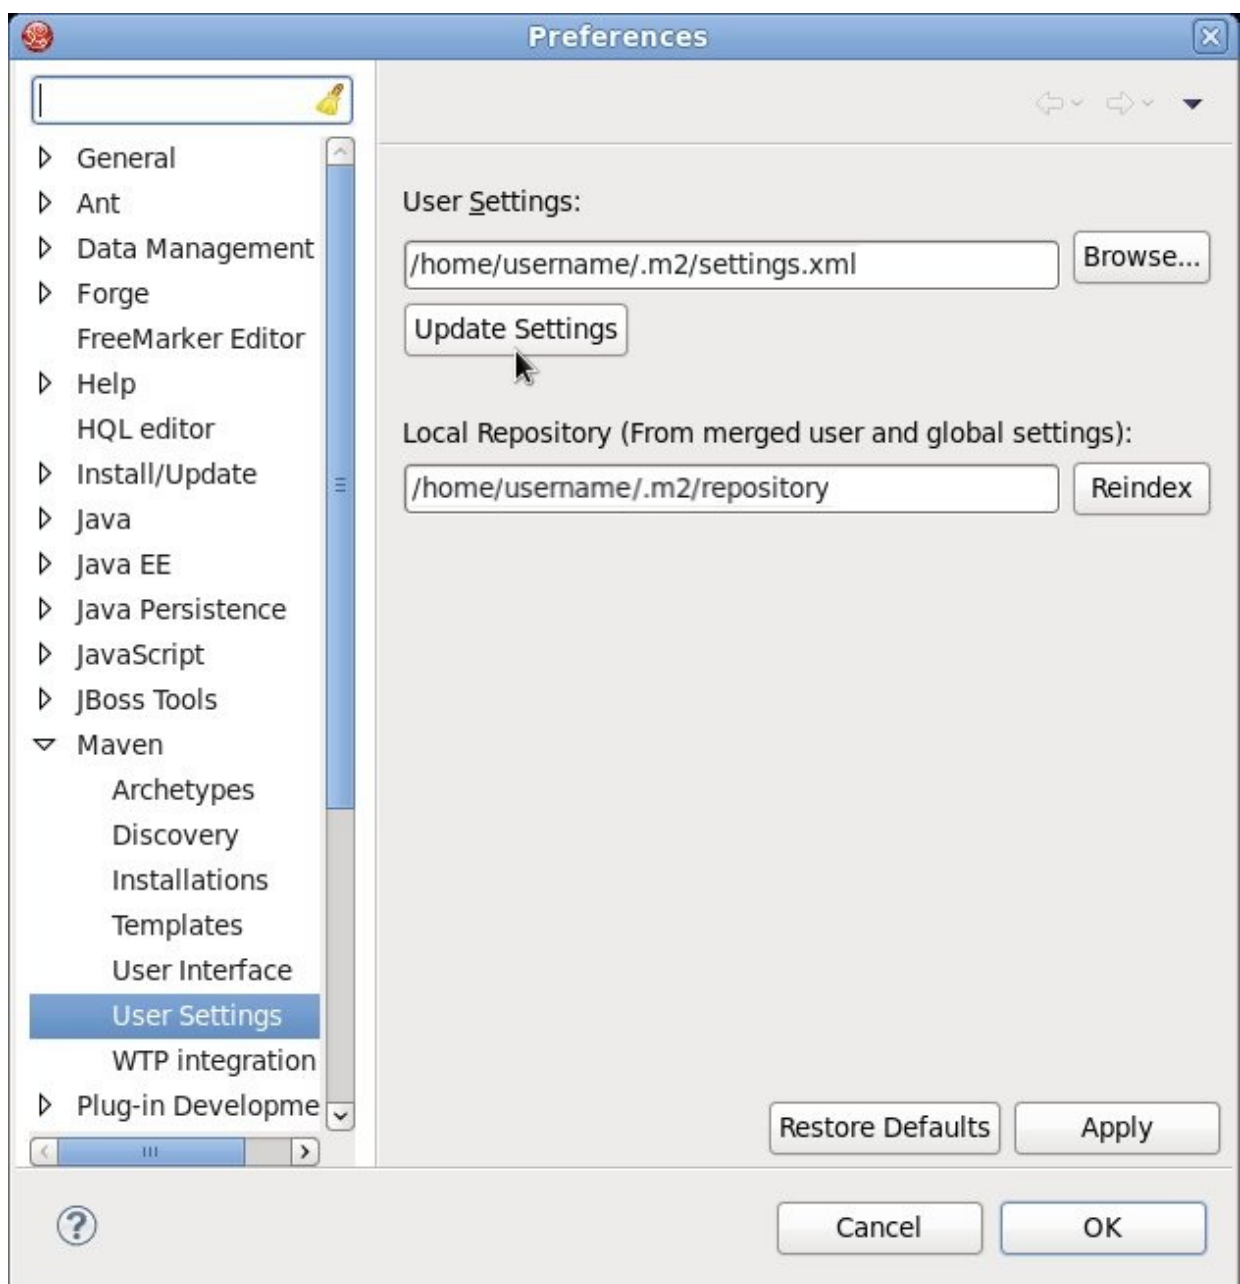 Preferences
General
Ant
Data Management
Forge
FreeMarker Editor
Help
HQL editor
Install/Update
Java
Java EE
Java Persistence
JavaScript
JBoss Tools
Maven
Archetypes
Discovery
Installations
Templates
User Interface
User Settings
WTP integration
Plug-in Developme
User Settings:
/home/username/.m2/settings.xml
Browse...
Update Settings
Local Repository (From merged user and global settings):
/home/username/.m2/repository
Reindex
Restore Defaults
Apply
?
Cancel
OK